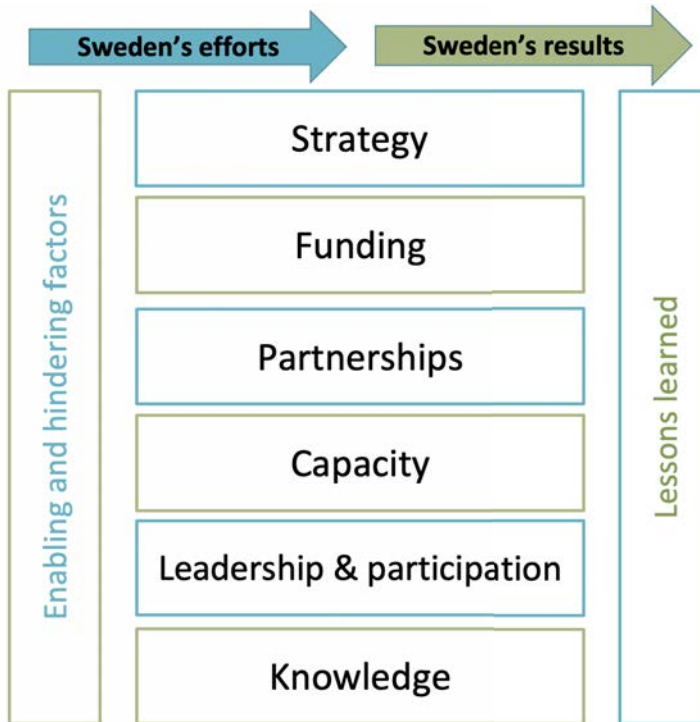 Sweden's efforts
Sweden's results
Enabling and hindering factors
Strategy
Funding
Partnerships
Capacity
Leadership & participation
Knowledge
Lessons learned